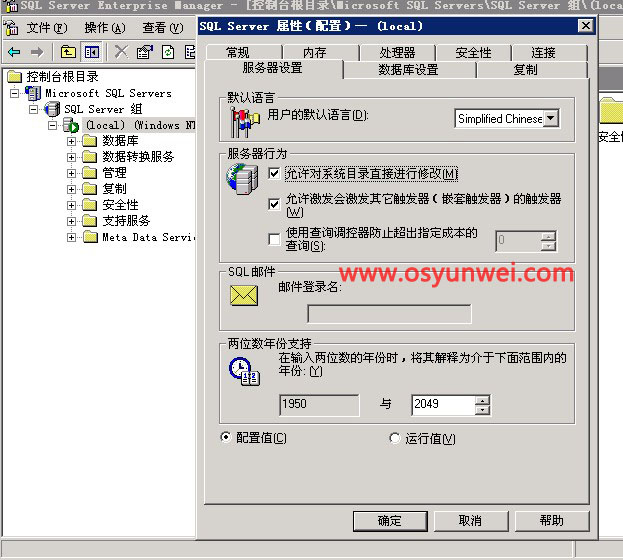 SQL Server Enterprise Manager - [控制台根目录\Microsoft SQL Servers\SQL Server 组\(loca
文件(F) 操作(A) 查看(V)
控制台根目录
Microsoft SQL Servers
SQL Server 组
(local) (Windows NT
数据库
数据转换服务
管理
复制
安全性
支持服务
Meta Data Servi
SQL Server 属性(配置) — (local)
常规 内存 处理器 安全性 连接
服务器设置 数据库设置 复制
默认语言
用户的默认语言(D): Simplified Chinese
服务器行为
允许对系统目录直接进行修改(M)
允许激发会激发其它触发器(嵌套触发器)的触发器
(W)
使用查询调控器防止超出指定成本的
查询(S): 0
www.osyunwei.com
SQL 邮件
邮件登录名:
两位数年份支持
在输入两位数的年份时，将其解释为介于下面范围内的
年份:(Y)
1950 与 2049
配置值(C) 运行值(V)
确定 取消 帮助
安全